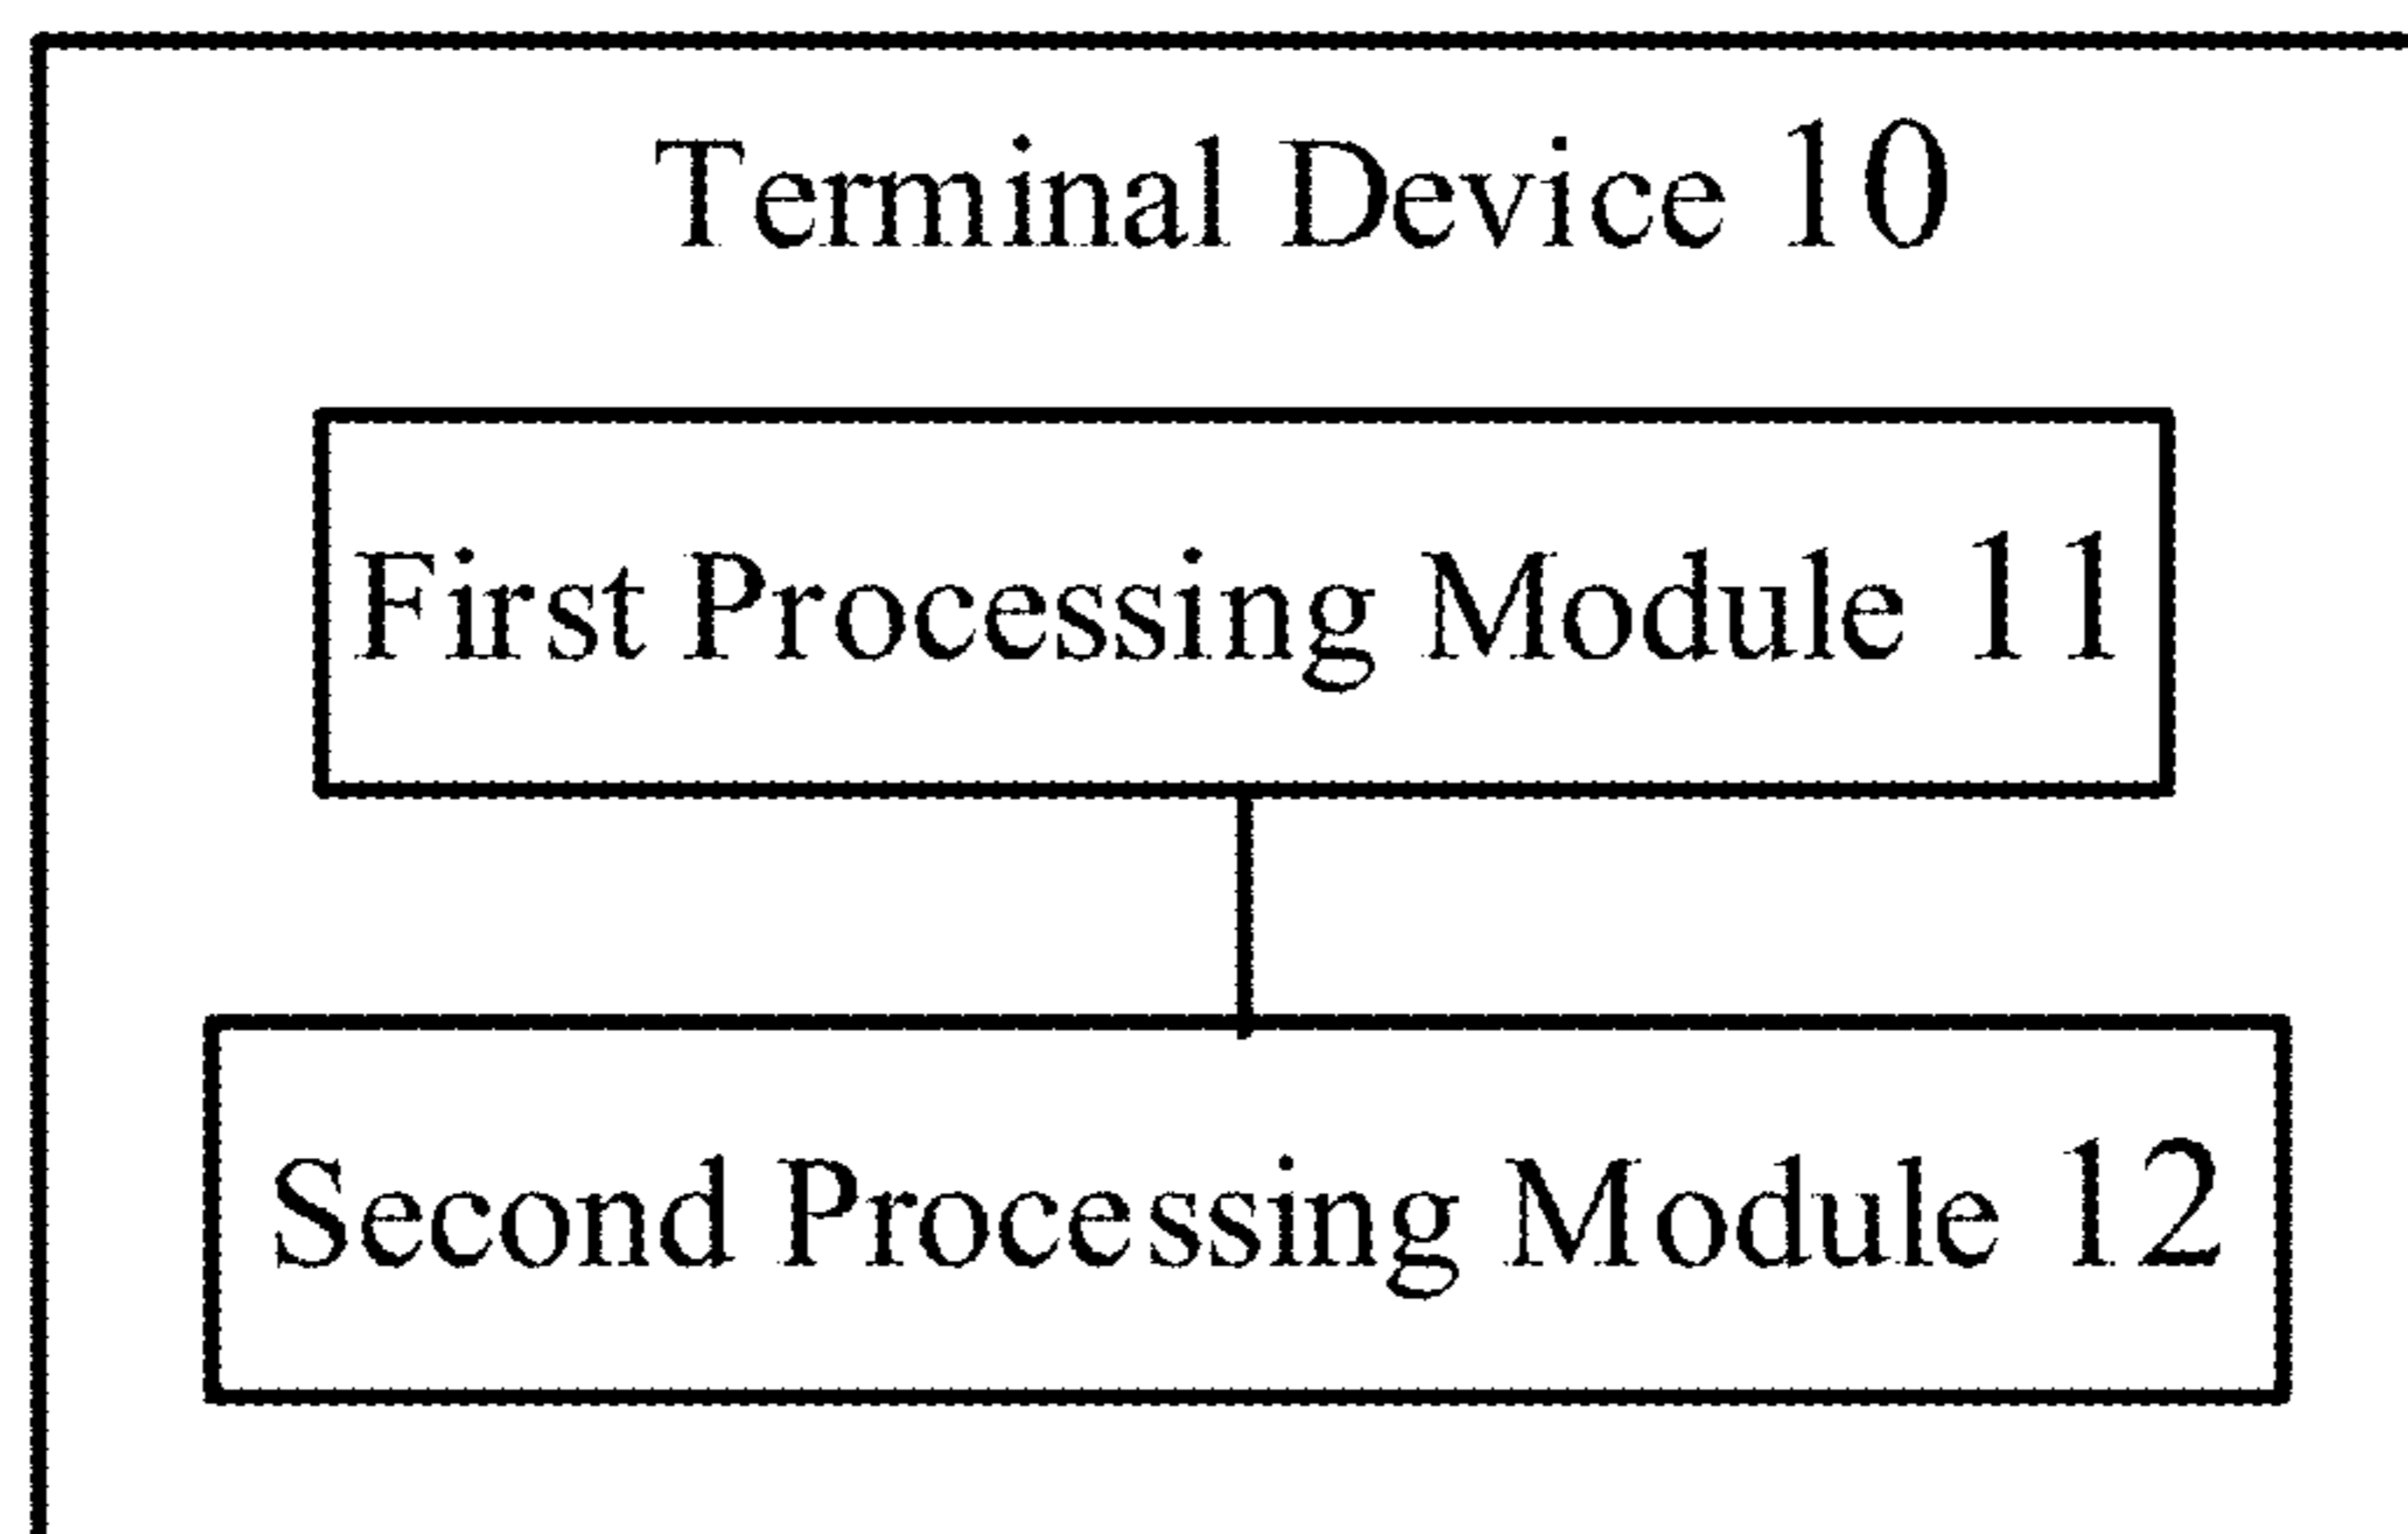 Terminal Device 10
First Processing Module 11
Second Processing Module 12